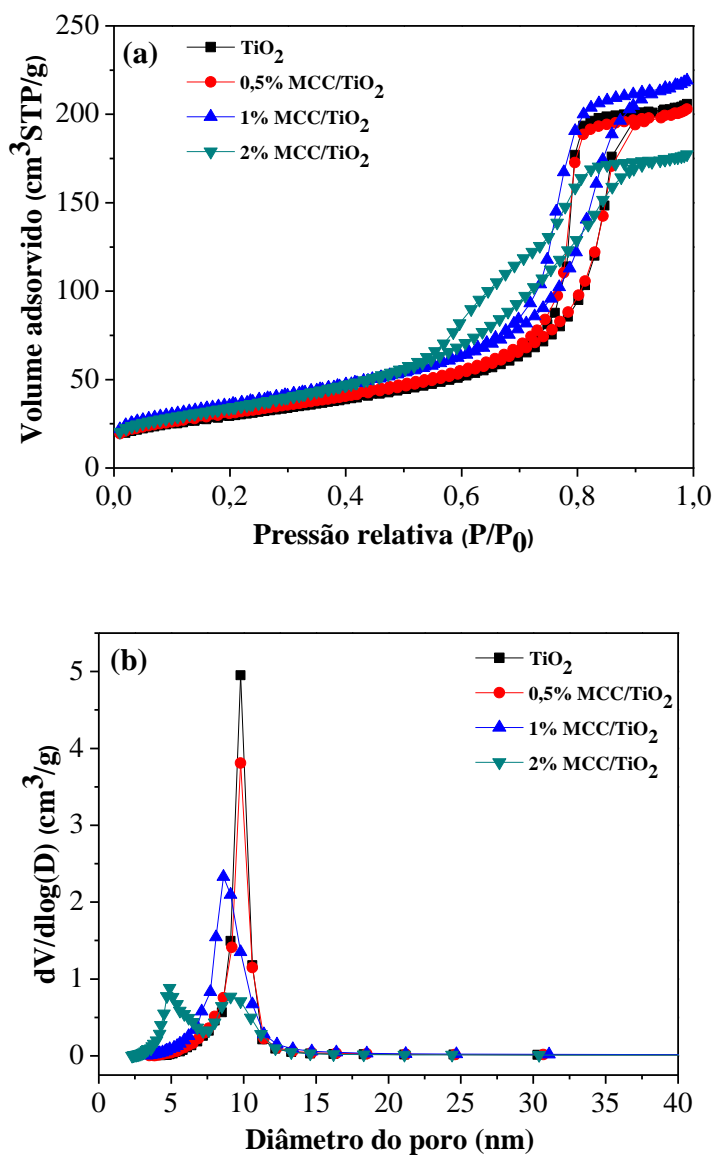 (a)
TiO2
0,5% MCC/TiO2
1% MCC/TiO2
2% MCC/TiO2
250
200
150
100
50
0
Volume adsorvido (cm3STP/g)
0,0 0,2 0,4 0,6 0,8 1,0
Pressão relativa (P/P0)
(b)
TiO2
0,5% MCC/TiO2
1% MCC/TiO2
2% MCC/TiO2
5
4
3
2
1
0
dV/dlog(D) (cm3/g)
0 5 10 15 20 25 30 35 40
Diâmetro do poro (nm)